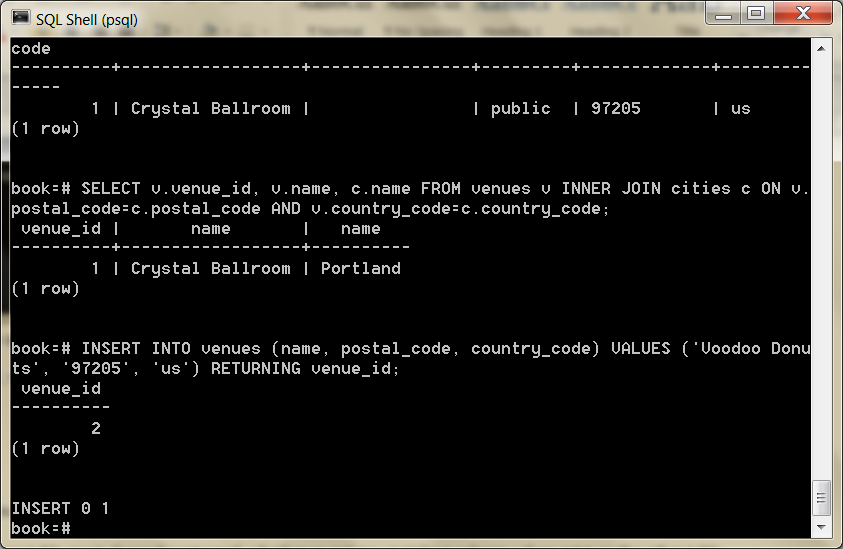 SQL Shell (psql)
code
----------+------------------+----------------+---------+-------------+---------
-----
        1 | Crystal Ballroom |                | public  | 97205       | us
(1 row)
book=# SELECT v.venue_id, v.name, c.name FROM venues v INNER JOIN cities c ON v.
postal_code=c.postal_code AND v.country_code=c.country_code;
 venue_id |       name       |   name
----------+------------------+----------
        1 | Crystal Ballroom | Portland
(1 row)
book=# INSERT INTO venues (name, postal_code, country_code) VALUES ('Voodoo Donu
ts', '97205', 'us') RETURNING venue_id;
 venue_id
----------
        2
(1 row)
INSERT 0 1
book=#